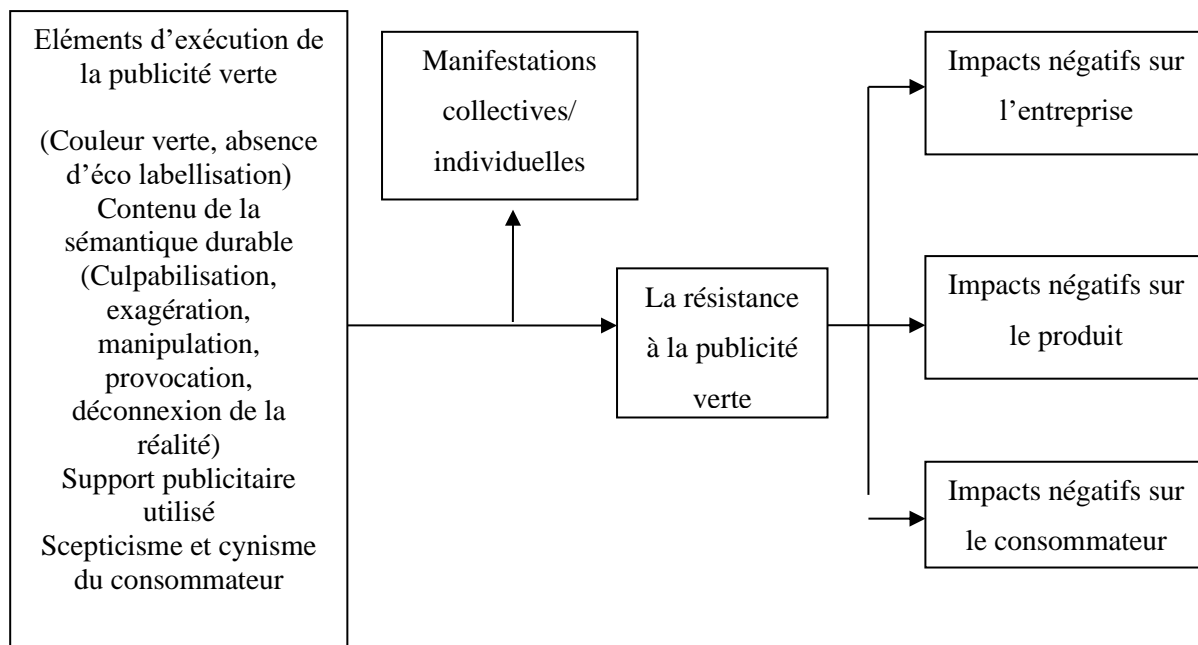 Eléments d’exécution de
la publicité verte
(Couleur verte, absence
d’éco labellisation)
Contenu de la
sémantique durable
(Culpabilisation,
exagération,
manipulation,
provocation,
déconnexion de la
réalité)
Support publicitaire
utilisé
Scepticisme et cynisme
du consommateur
Manifestations
collectives/
individuelles
La résistance
à la publicité
verte
Impacts négatifs sur
l’entreprise
Impacts négatifs sur
le produit
Impacts négatifs sur
le consommateur